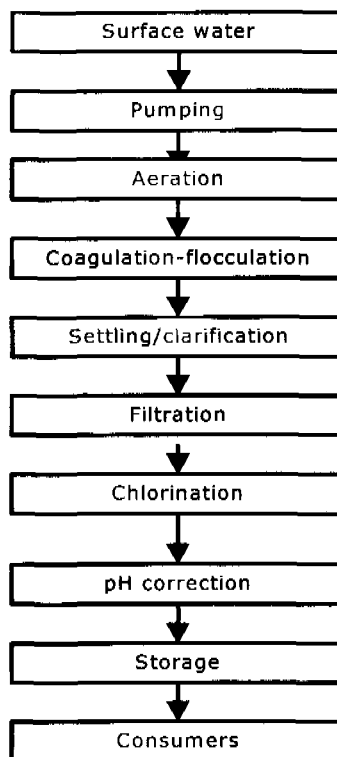 Surface water
Pumping
Aeration
Coagulation-flocculation
Settling/clarification
Filtration
Chlorination
pH correction
Storage
Consumers